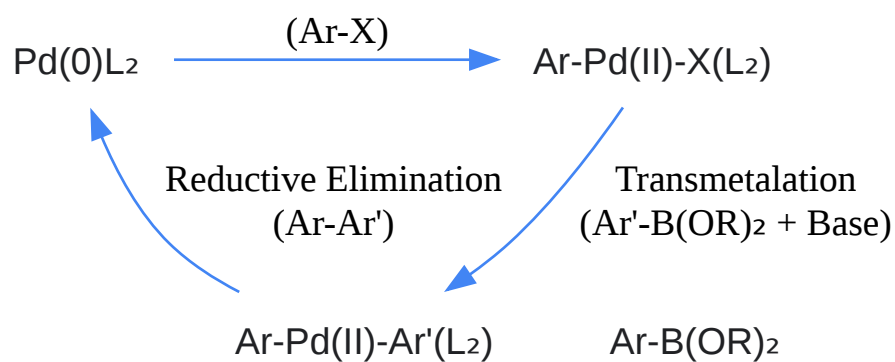 (Ar-X)
Pd(0)L₂
Ar-Pd(II)-X(L₂)
Reductive Elimination
(Ar-Ar')
Transmetalation
(Ar'-B(OR)₂ + Base)
Ar-Pd(II)-Ar'(L₂)
Ar-B(OR)₂